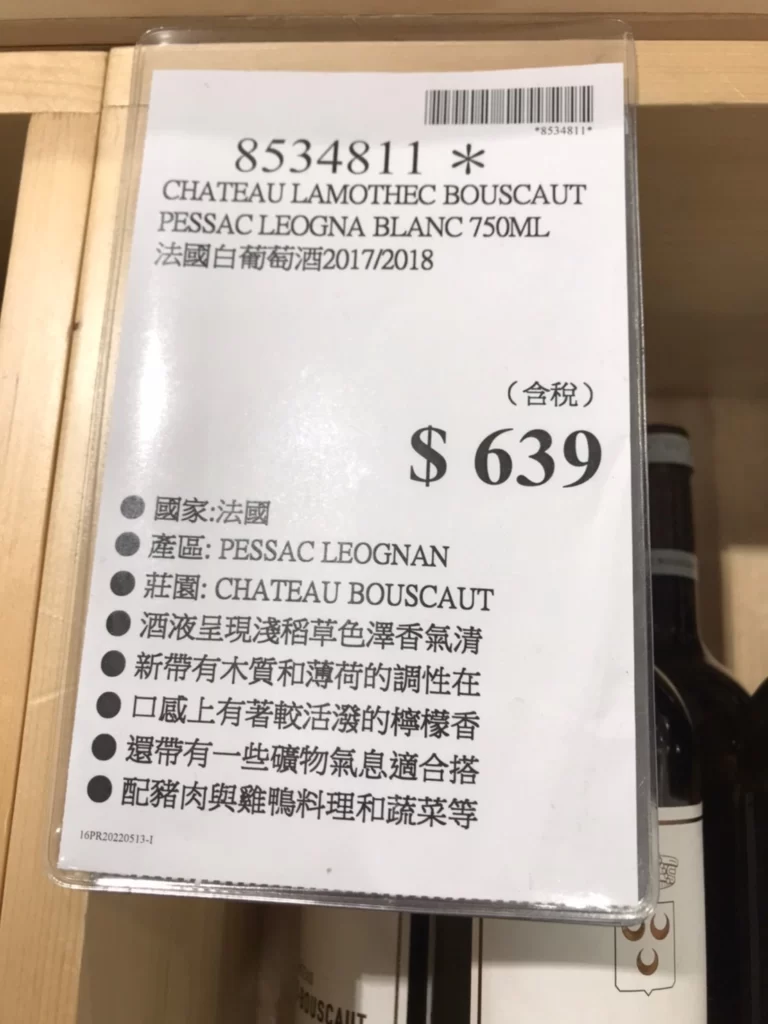 *8534811*
8534811 *
CHATEAU LAMOTHEC BOUSCAUT
PESSAC LEOGNA BLANC 750ML
法國白葡萄酒2017/2018
（含稅）
$ 639
● 國家:法國
● 產區: PESSAC LEOGNAN
● 莊園: CHATEAU BOUSCAUT
● 酒液呈現淺稻草色澤香氣清
● 新帶有木質和薄荷的調性在
● 口感上有著較活潑的檸檬香
● 還帶有一些礦物氣息適合搭
● 配豬肉與雞鴨料理和蔬菜等
16PR20220513-I
BOUSCAUT